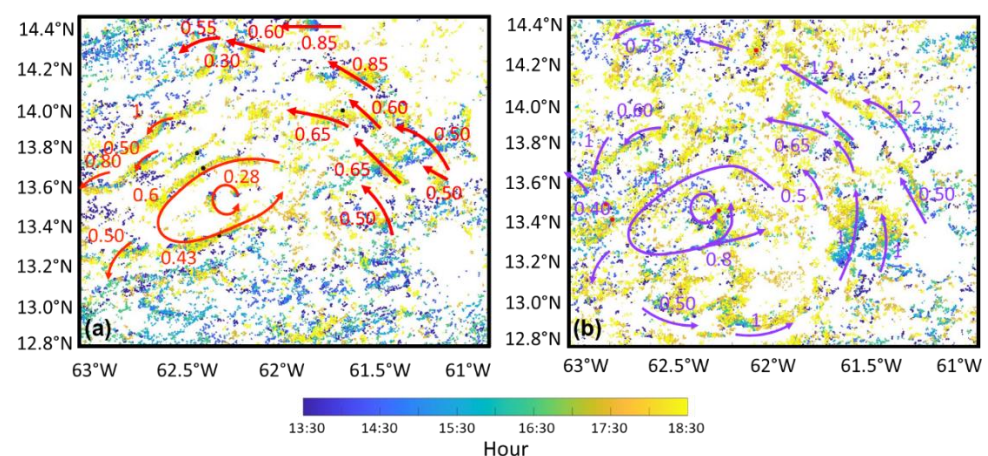 14.4°N
14.2°N
14.0°N
13.8°N
13.6°N
13.4°N
13.2°N
13.0°N
12.8°N
0.55
0.60
0.30
0.85
0.85
1
0.60
0.65
0.50
0.50
0.80
0.65
0.28
0.6
0.50
0.50
0.50
0.43
(a)
63°W
62.5°W
62°W
61.5°W
61°W
14.4°N
14.2°N
14.0°N
13.8°N
13.6°N
13.4°N
13.2°N
13.0°N
12.8°N
0.75
1.2
0.60
1.2
1
0.65
0.5
0.50
0.40
0.8
1
0.50
1
(b)
63°W
62.5°W
62°W
61.5°W
61°W
13:30
14:30
15:30
16:30
17:30
18:30
Hour